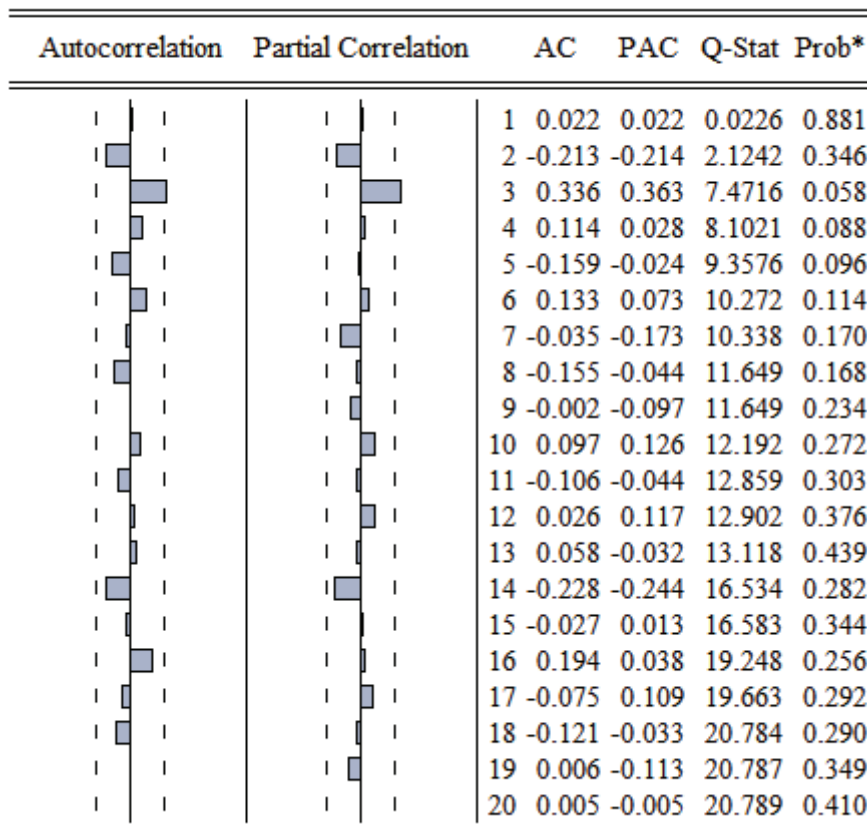 Autocorrelation Partial Correlation AC PAC Q-Stat Prob*
1 0.022 0.022 0.0226 0.881
2 -0.213 -0.214 2.1242 0.346
3 0.336 0.363 7.4716 0.058
4 0.114 0.028 8.1021 0.088
5 -0.159 -0.024 9.3576 0.096
6 0.133 0.073 10.272 0.114
7 -0.035 -0.173 10.338 0.170
8 -0.155 -0.044 11.649 0.168
9 -0.002 -0.097 11.649 0.234
10 0.097 0.126 12.192 0.272
11 -0.106 -0.044 12.859 0.303
12 0.026 0.117 12.902 0.376
13 0.058 -0.032 13.118 0.439
14 -0.228 -0.244 16.534 0.282
15 -0.027 0.013 16.583 0.344
16 0.194 0.038 19.248 0.256
17 -0.075 0.109 19.663 0.292
18 -0.121 -0.033 20.784 0.290
19 0.006 -0.113 20.787 0.349
20 0.005 -0.005 20.789 0.410